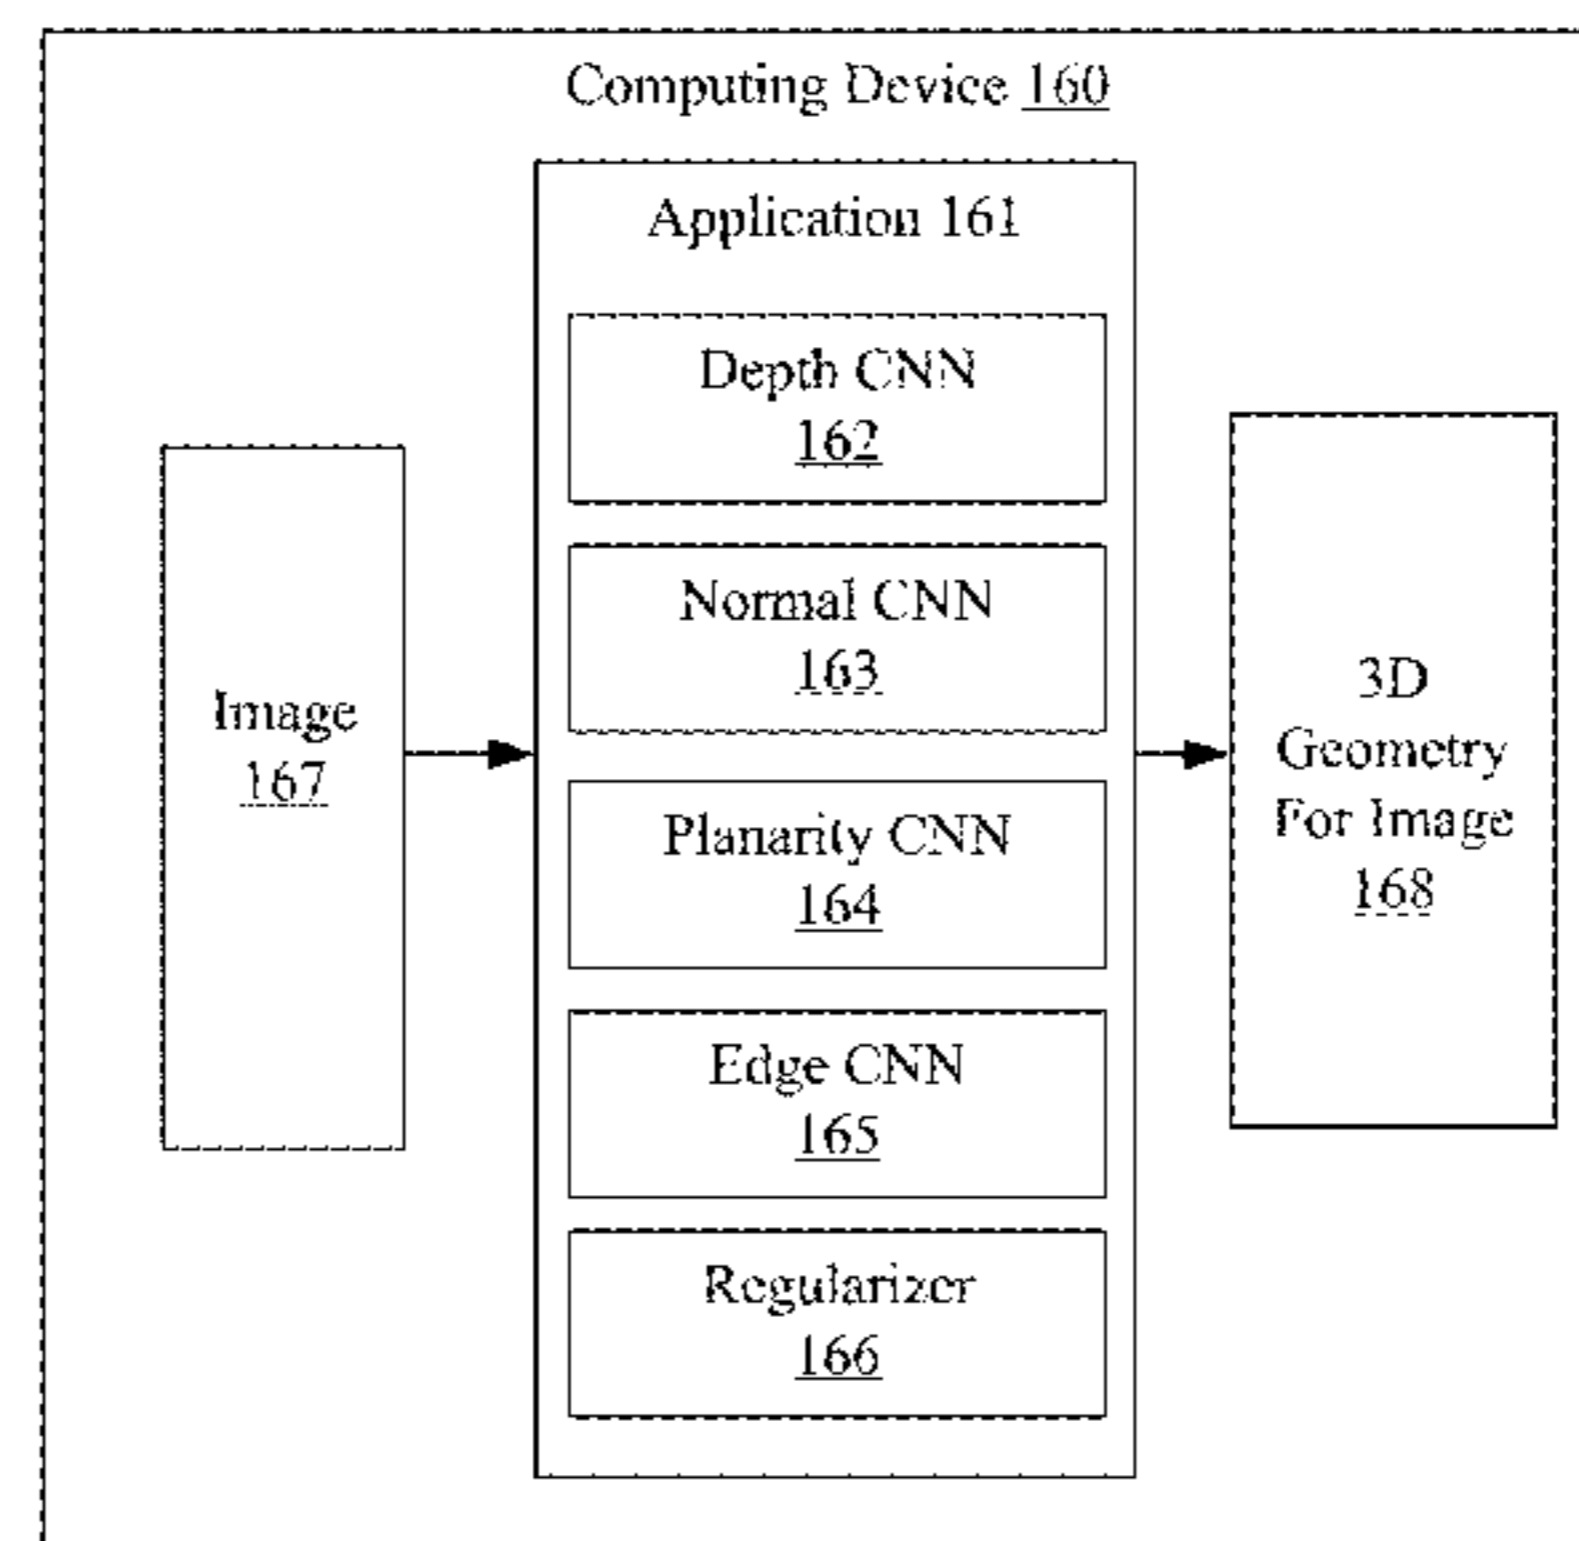 Computing Device 160
Application 161
Depth CNN
162
Normal CNN
163
Planarity CNN
164
Edge CNN
165
Regularizer
166
Image
167
3D
Geometry
For Image
168